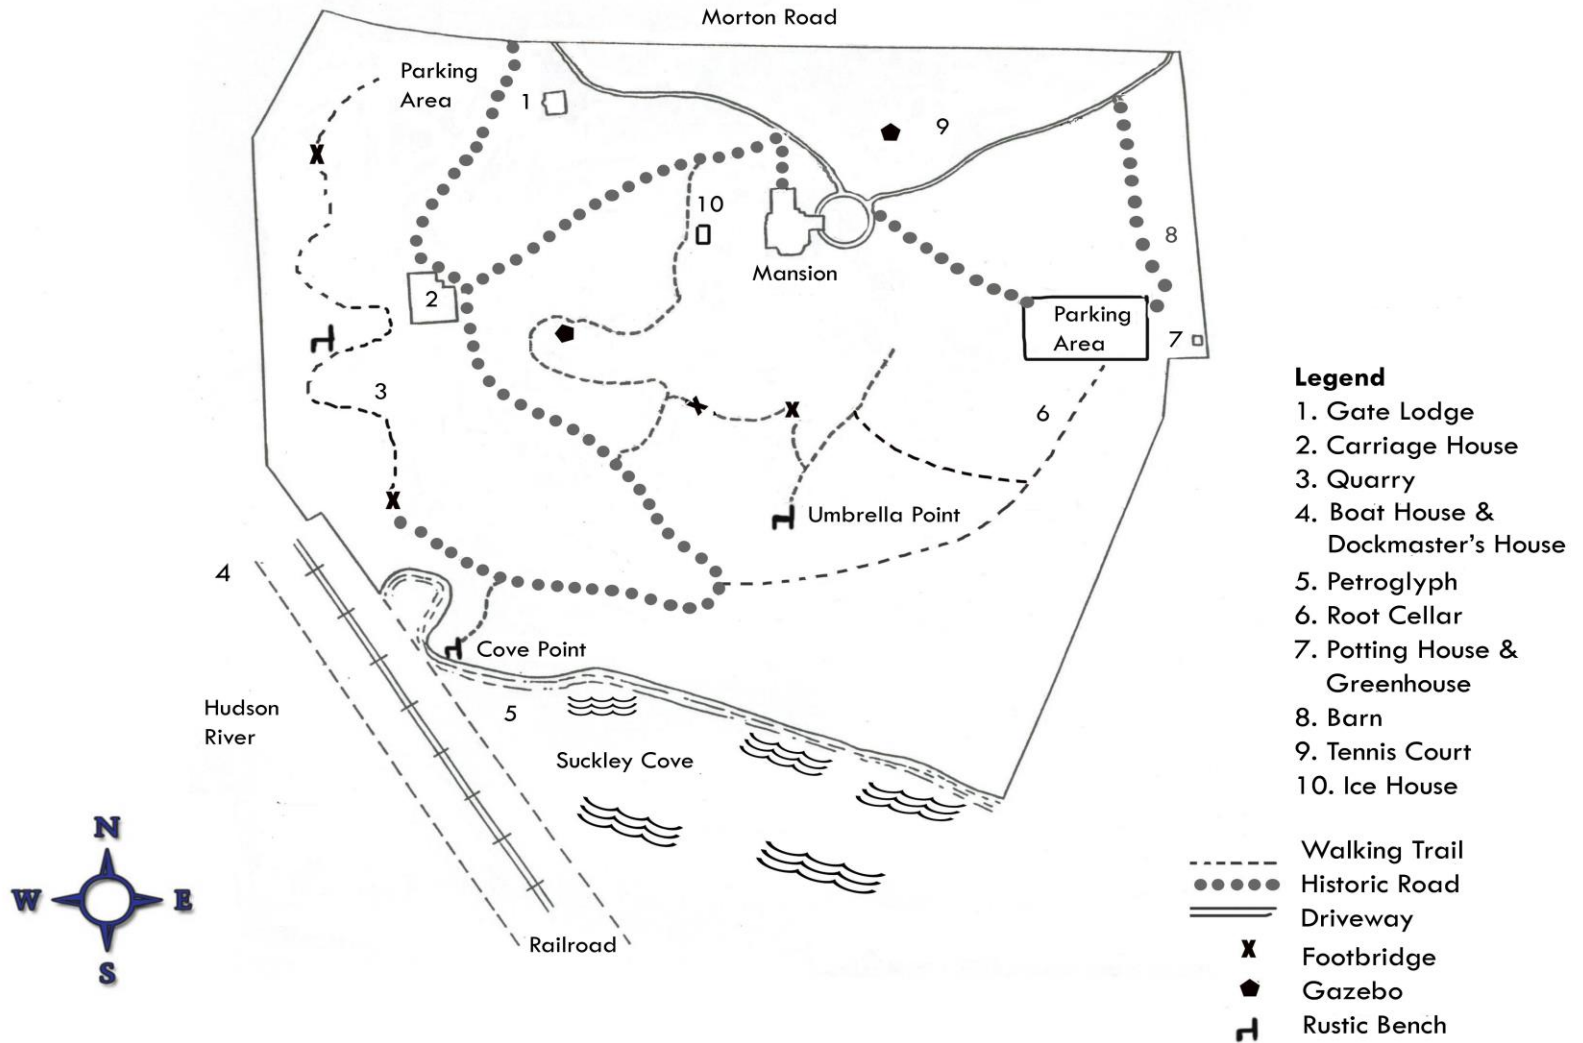 Morton Road
Parking
Area
1
9
10
8
Mansion
2
Parking
Area
7
3
6
Umbrella Point
4
Cove Point
Hudson
River
5
Suckley Cove
Railroad
N
W
E
S
Legend
1. Gate Lodge
2. Carriage House
3. Quarry
4. Boat House &
Dockmaster's House
5. Petroglyph
6. Root Cellar
7. Potting House &
Greenhouse
8. Barn
9. Tennis Court
10. Ice House
Walking Trail
Historic Road
Driveway
X Footbridge
Gazebo
Rustic Bench